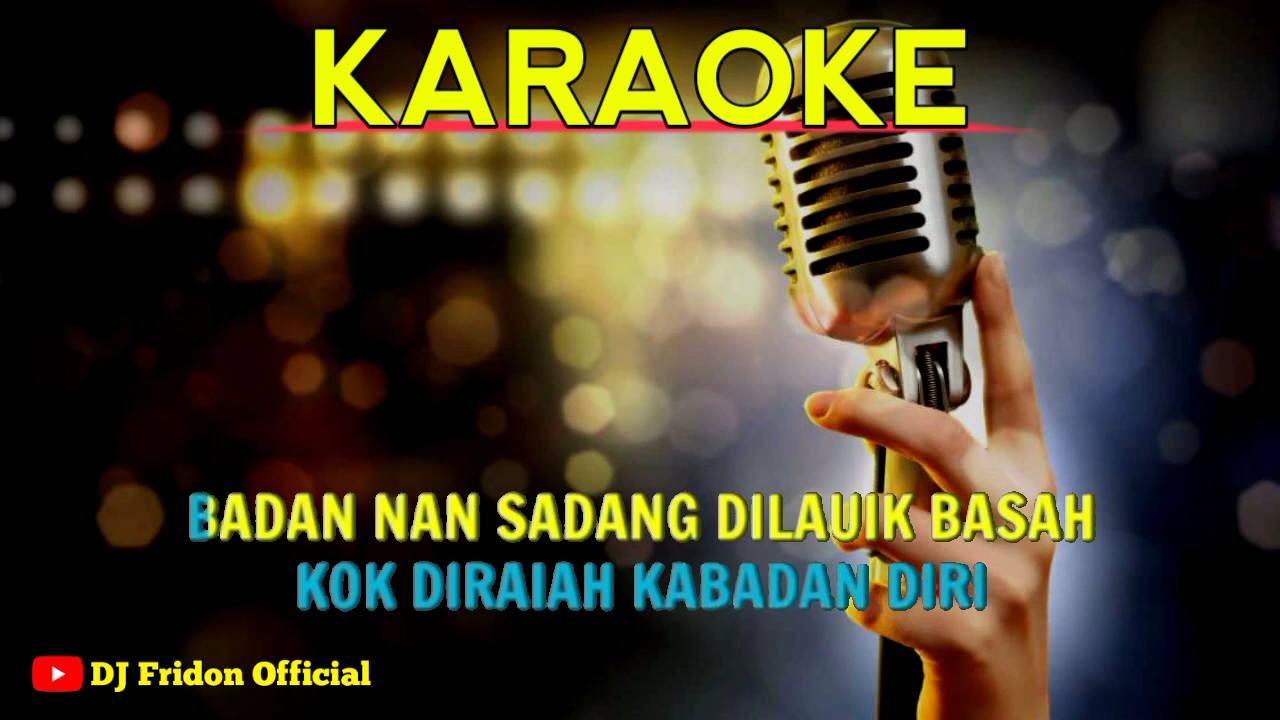 KARAOKE
BADAN NAN SADANG DILAUIK BASAH
KOK DIRAIAH KABADAN DIRI
DJ Fridon Official